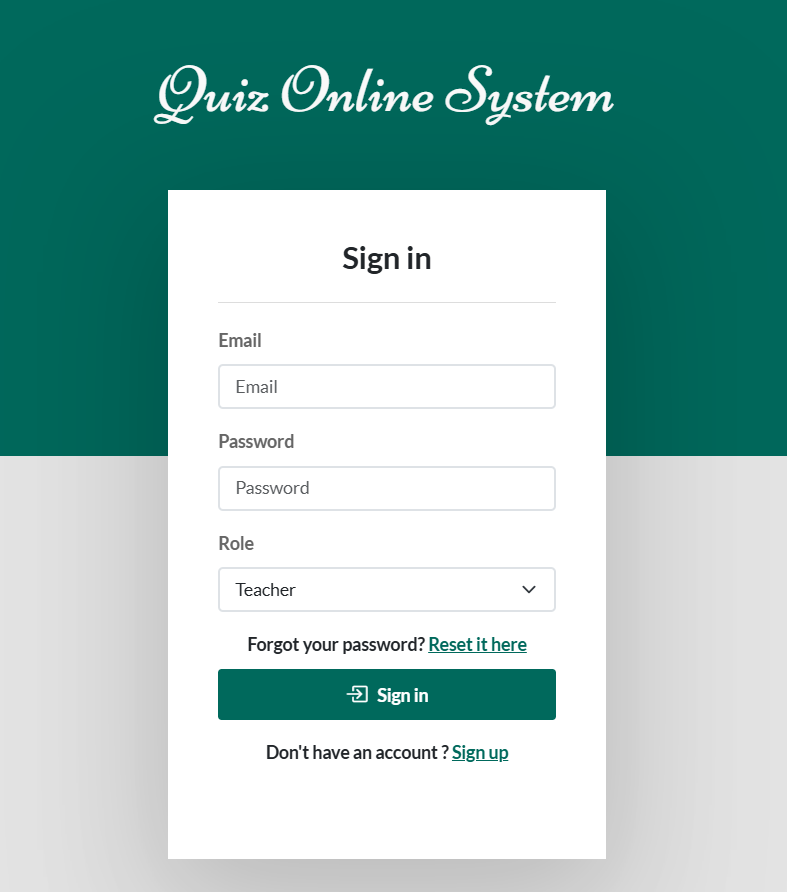 Quiz Online System
Sign in
Email
Email
Password
Password
Role
Teacher
Forgot your password? Reset it here
Sign in
Don't have an account ? Sign up